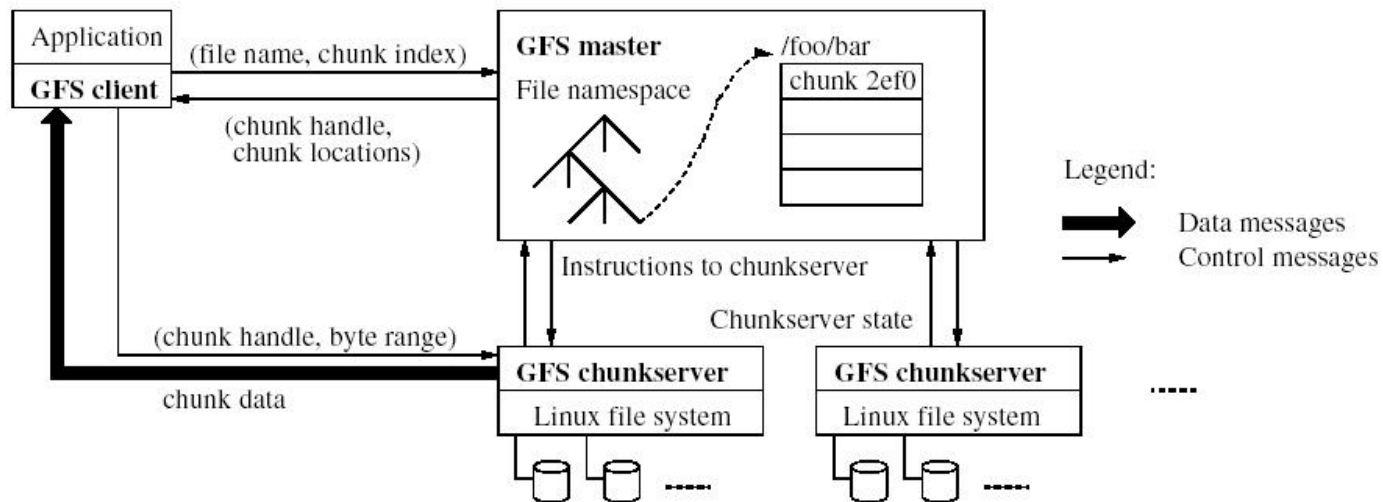 Application
GFS client
(file name, chunk index)
(chunk handle,
chunk locations)
GFS master
File namespace
/foo/bar
chunk 2ef0
Legend:
Data messages
Control messages
Instructions to chunkserver
Chunkserver state
(chunk handle, byte range)
chunk data
GFS chunkserver
Linux file system
GFS chunkserver
Linux file system